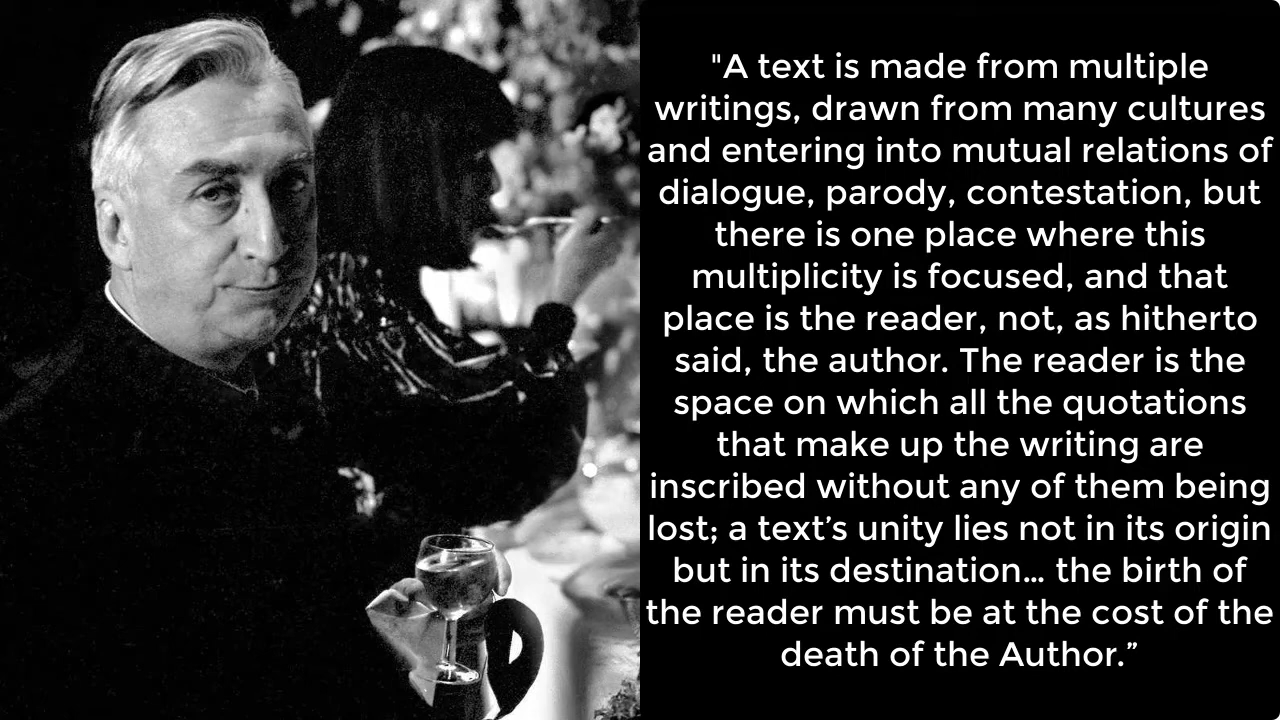 "A text is made from multiple
writings, drawn from many cultures
and entering into mutual relations of
dialogue, parody, contestation, but
there is one place where this
multiplicity is focused, and that
place is the reader, not, as hitherto
said, the author. The reader is the
space on which all the quotations
that make up the writing are
inscribed without any of them being
lost; a text’s unity lies not in its origin
but in its destination… the birth of
the reader must be at the cost of the
death of the Author.”